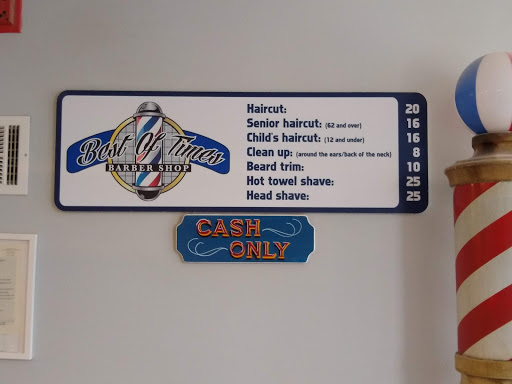 Best Of Times
BARBER SHOP
Haircut: 20
Senior haircut: (62 and over) 16
Child's haircut: (12 and under) 16
Clean up: (around the ears/back of the neck) 8
Beard trim: 10
Hot towel shave: 25
Head shave: 25
CASH
ONLY